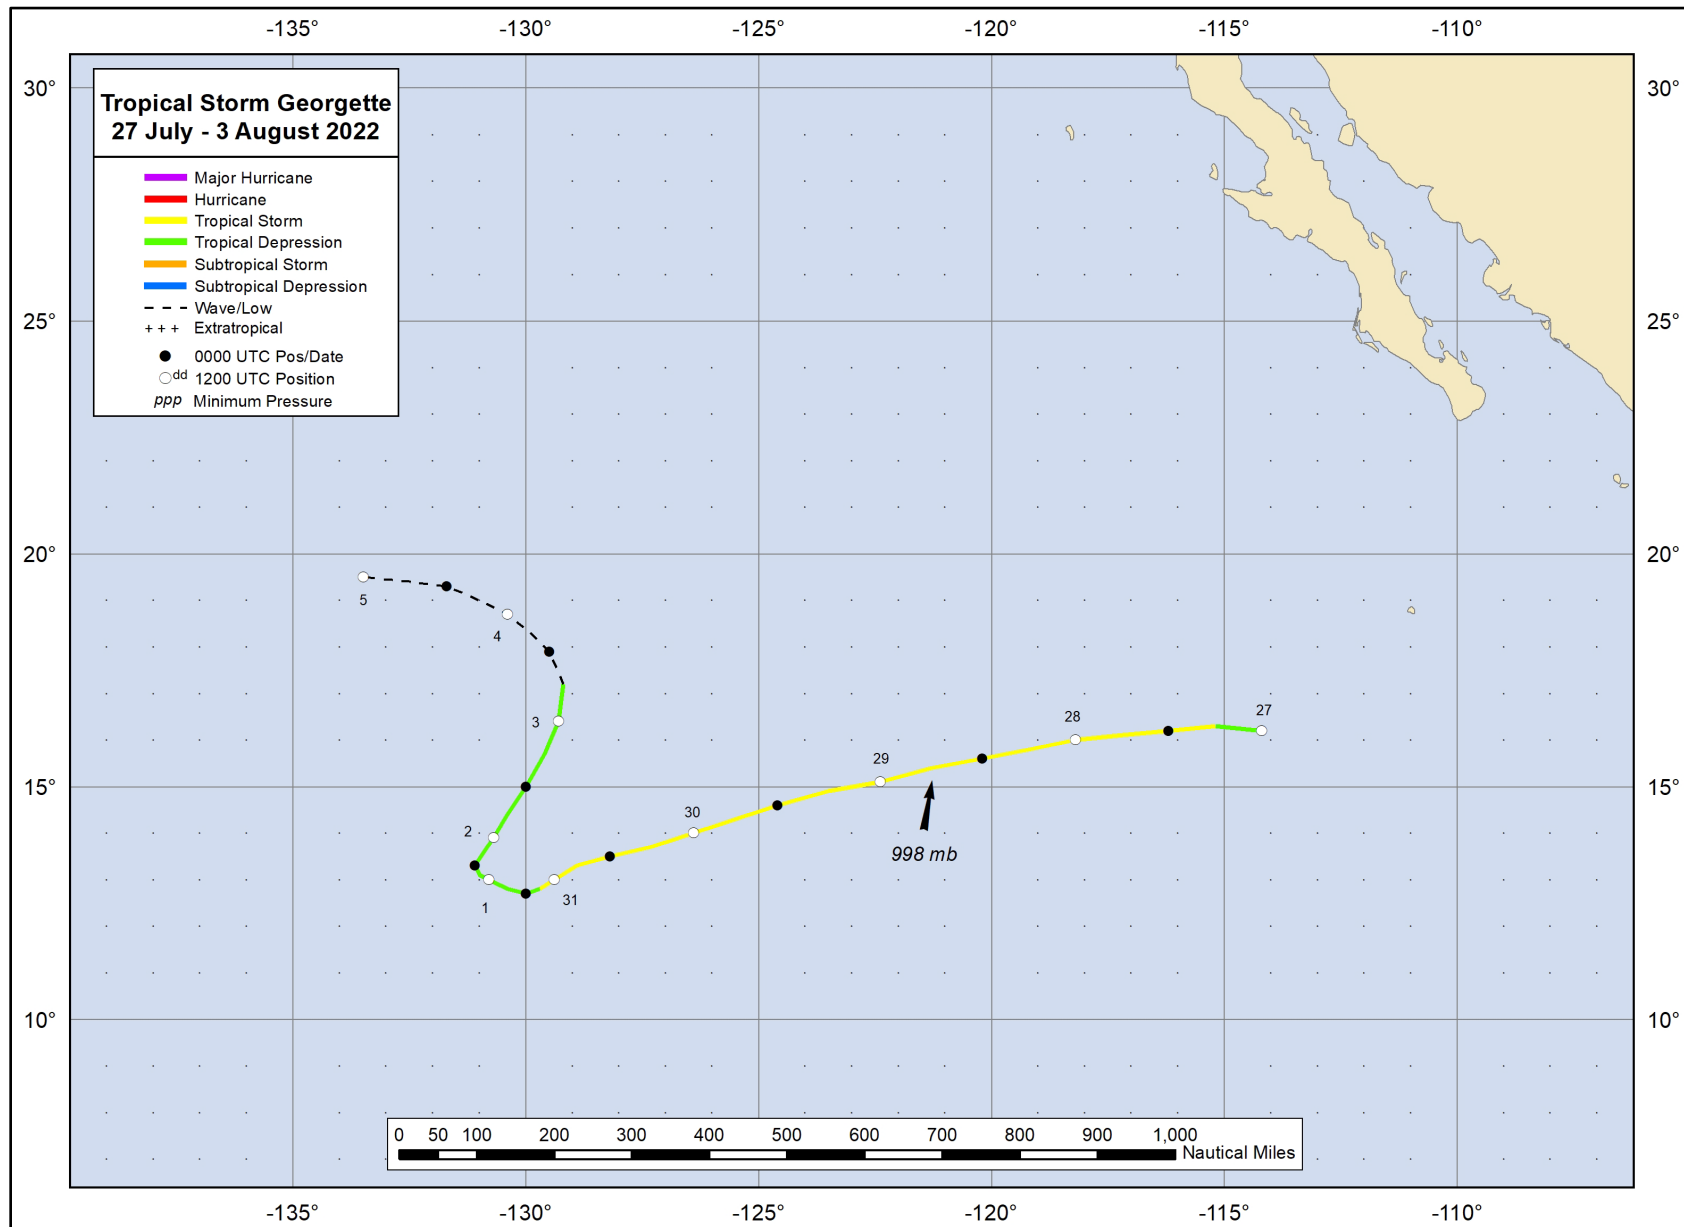 -135° -130° -125° -120° -115° -110°
30° 30°
Tropical Storm Georgette
27 July - 3 August 2022
Major Hurricane
Hurricane
Tropical Storm
Tropical Depression
Subtropical Storm
Subtropical Depression
Wave/Low
+ + + Extratropical
0000 UTC Pos/Date
dd 1200 UTC Position
ppp Minimum Pressure
25° 25°
20° 20°
5
4
3
27
28
29
15° 15°
30
2
998 mb
31
1
10° 10°
0 50 100 200 300 400 500 600 700 800 900 1,000
Nautical Miles
-135° -130° -125° -120° -115° -110°